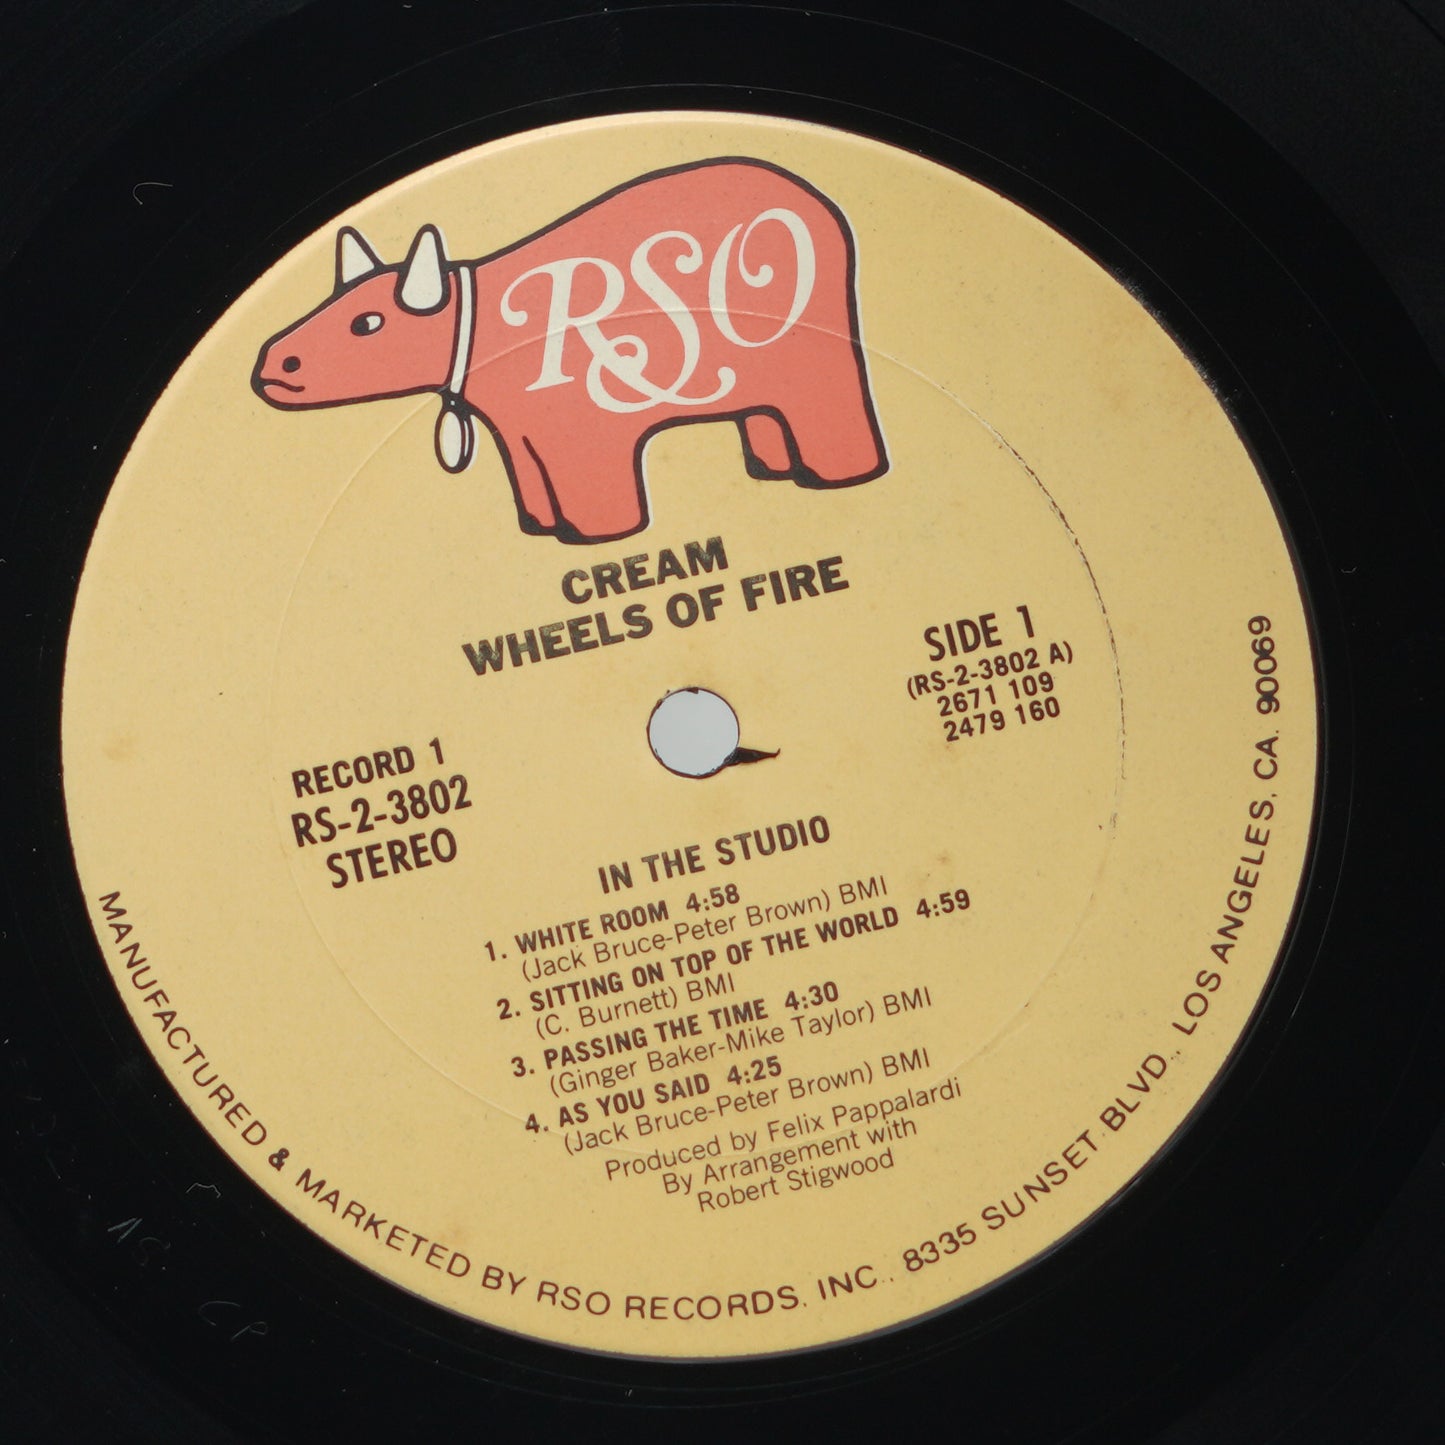 RSO
CREAM
WHEELS OF FIRE
SIDE 1
(RS-2-3802 A)
2671 109
2479 160
RECORD 1
RS-2-3802
STEREO
IN THE STUDIO
1. WHITE ROOM 4:58
(Jack Bruce-Peter Brown) BMI
2. SITTING ON TOP OF THE WORLD 4:59
(C. Burnett) BMI
3. PASSING THE TIME 4:30
(Ginger Baker-Mike Taylor) BMI
4. AS YOU SAID 4:25
(Jack Bruce-Peter Brown) BMI
Produced by Felix Pappalardi
By Arrangement with
Robert Stigwood
MANUFACTURED & MARKETED BY RSO RECORDS, INC., 8335 SUNSET BLVD., LOS ANGELES, CA. 90069